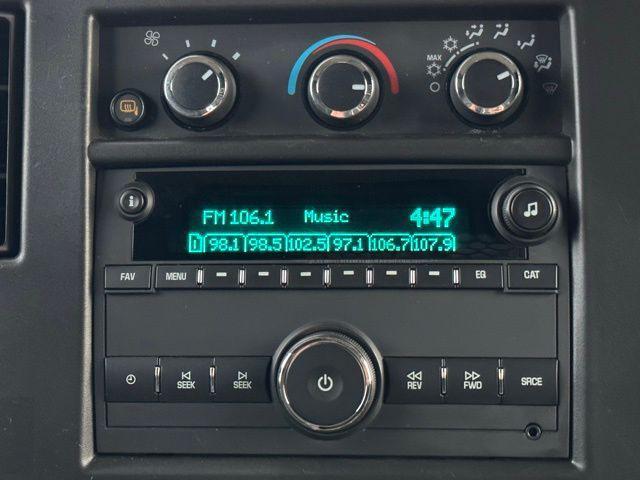 MAX
FM 106.1 Music 4:47
1 98.1 98.5 102.5 97.1 106.7 107.9
FAV MENU EQ CAT
SEEK SEEK REV FWD SRCE